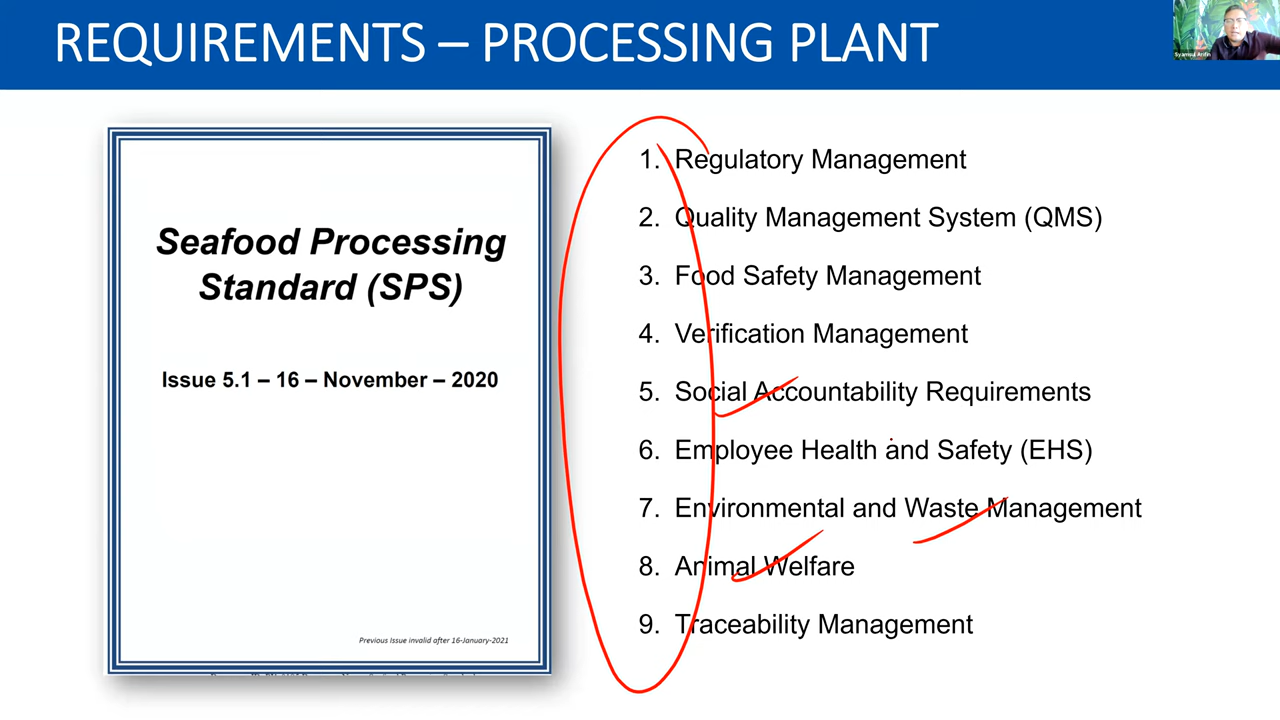 REQUIREMENTS – PROCESSING PLANT
Syamsul Arifin
Seafood Processing
Standard (SPS)
Issue 5.1 – 16 – November – 2020
Previous Issue invalid after 16-January-2021
1. Regulatory Management
2. Quality Management System (QMS)
3. Food Safety Management
4. Verification Management
5. Social Accountability Requirements
6. Employee Health and Safety (EHS)
7. Environmental and Waste Management
8. Animal Welfare
9. Traceability Management